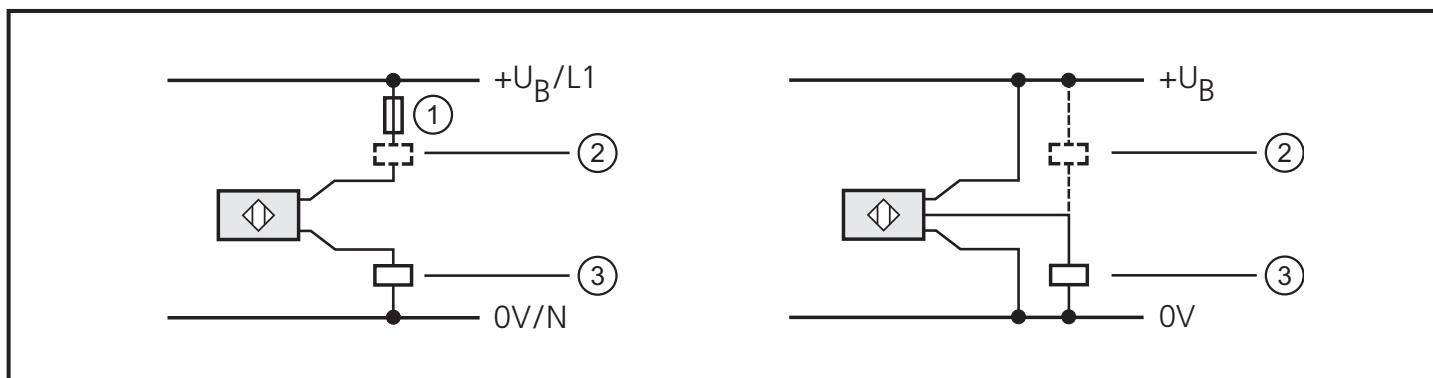 +U_B/L1
①
②
③
0V/N
+U_B
②
③
0V